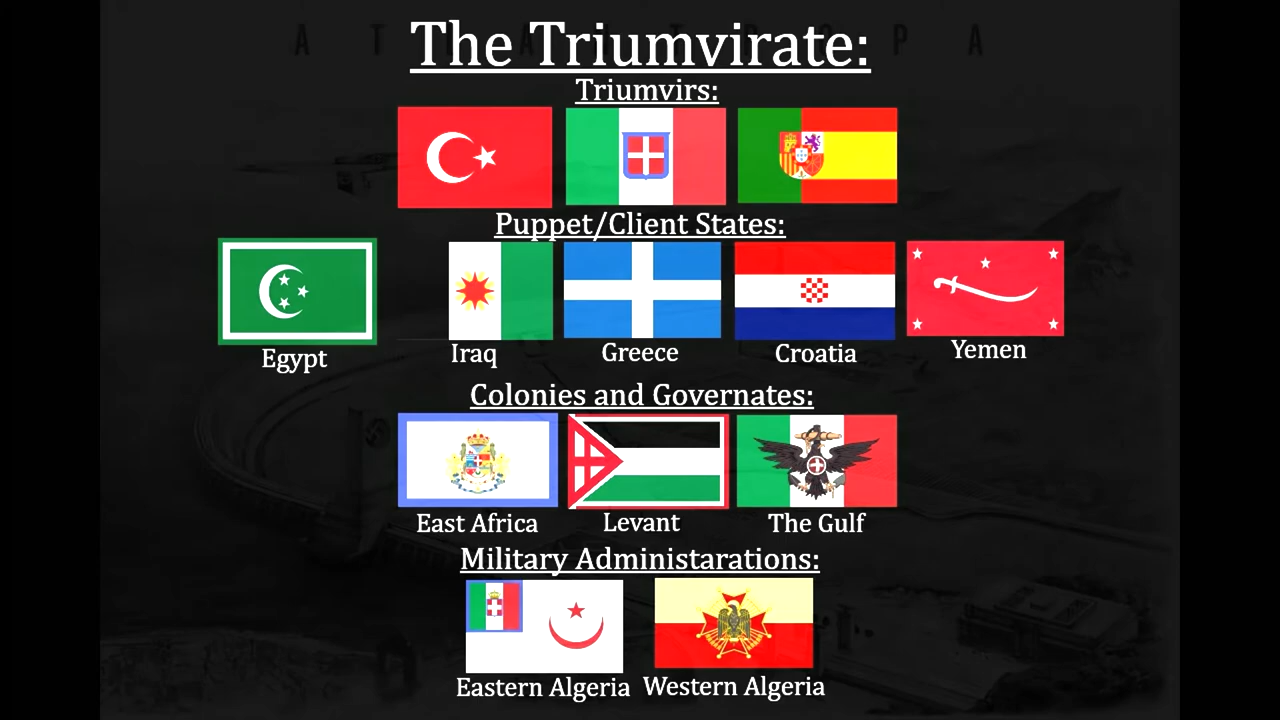 The Triumvirate:
Triumvirs:
Puppet/Client States:
Egypt Iraq Greece Croatia Yemen
Colonies and Governates:
East Africa Levant The Gulf
Military Administarations:
Eastern Algeria Western Algeria